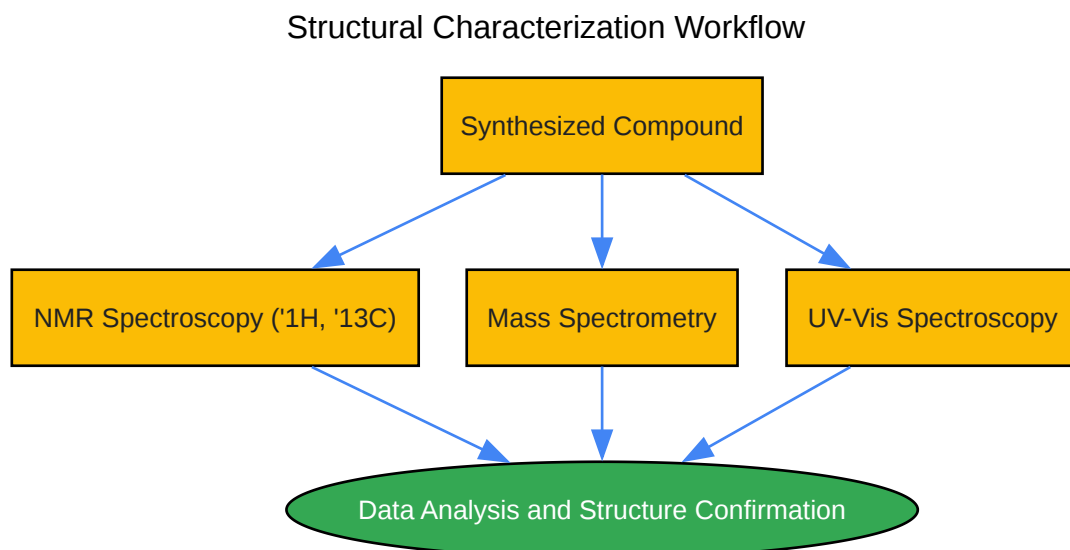 Structural Characterization Workflow
Synthesized Compound
NMR Spectroscopy ('1H, '13C)
Mass Spectrometry
UV-Vis Spectroscopy
Data Analysis and Structure Confirmation